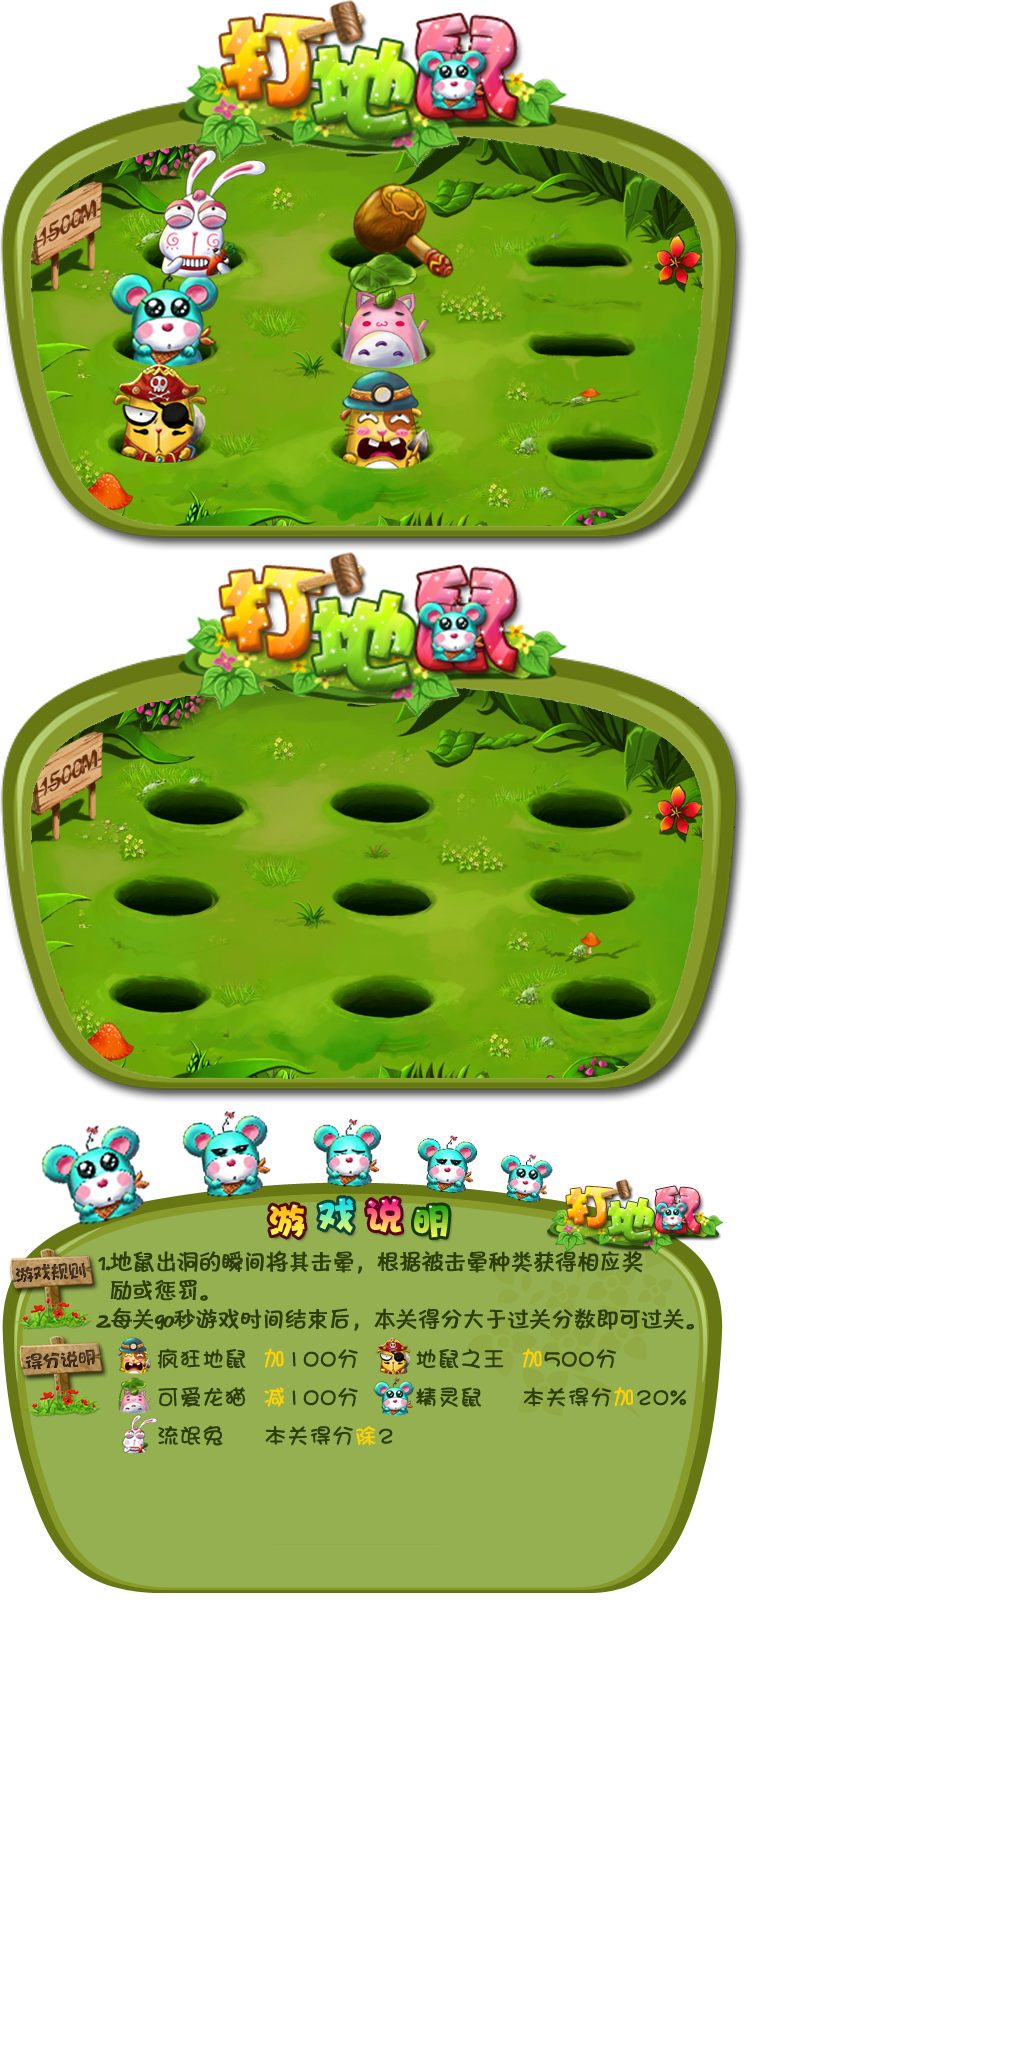 打地鼠
1500M
打地鼠
1500M
游戏说明
打地鼠
游戏规则
1.地鼠出洞的瞬间将其击晕，根据被击晕种类获得相应奖
励或惩罚。
2.每关90秒游戏时间结束后，本关得分大于过关分数即可过关。
得分说明
疯狂地鼠 加100分 地鼠之王 加500分
可爱龙猫 减100分 精灵鼠 本关得分加20%
流氓兔 本关得分除2